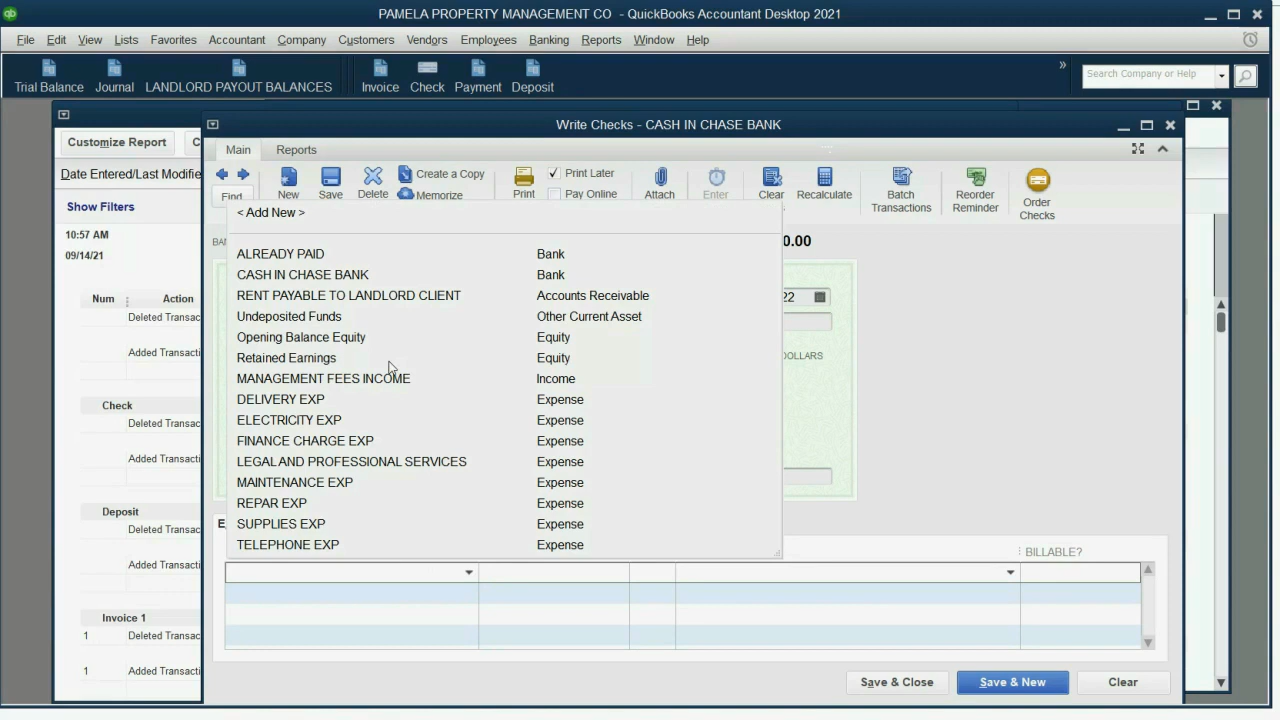 PAMELA PROPERTY MANAGEMENT CO - QuickBooks Accountant Desktop 2021
File Edit View Lists Favorites Accountant Company Customers Vendors Employees Banking Reports Window Help
Trial Balance Journal LANDLORD PAYOUT BALANCES Invoice Check Payment Deposit » Search Company or Help
Write Checks - CASH IN CHASE BANK
Customize Report
Main Reports
Date Entered/Last Modifie
Show Filters
10:57 AM
09/14/21
Find New Save Delete Create a Copy Memorize Print Print Later Pay Online Attach Enter Clear Recalculate Batch Transactions Reorder Reminder Order Checks
< Add New >
0.00
ALREADY PAID Bank
CASH IN CHASE BANK Bank
RENT PAYABLE TO LANDLORD CLIENT Accounts Receivable
22
Undeposited Funds Other Current Asset
Opening Balance Equity Equity
Retained Earnings Equity
DOLLARS
MANAGEMENT FEES INCOME Income
DELIVERY EXP Expense
ELECTRICITY EXP Expense
FINANCE CHARGE EXP Expense
LEGAL AND PROFESSIONAL SERVICES Expense
MAINTENANCE EXP Expense
REPAR EXP Expense
SUPPLIES EXP Expense
TELEPHONE EXP Expense
Num Action
Deleted Transac
Added Transacti
Check
Deleted Transac
Added Transacti
Deposit
Deleted Transac
Added Transacti
Invoice 1
1 Deleted Transac
1 Added Transacti
BILLABLE?
Save & Close Save & New Clear